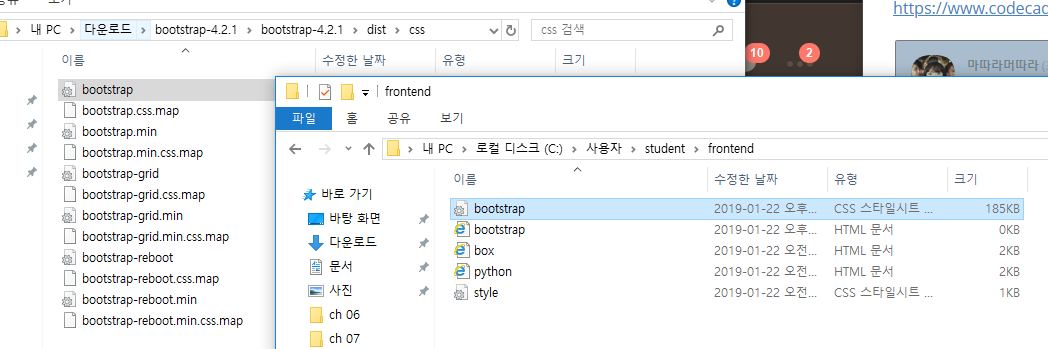 공유 보기
https://www.codecad
내 PC > 다운로드 > bootstrap-4.2.1 > bootstrap-4.2.1 > dist > css
css 검색
10
2
이름 수정한 날짜 유형 크기
마따라머따라
bootstrap
bootstrap.css.map
bootstrap.min
bootstrap.min.css.map
bootstrap-grid
bootstrap-grid.css.map
bootstrap-grid.min
bootstrap-grid.min.css.map
bootstrap-reboot
bootstrap-reboot.css.map
bootstrap-reboot.min
bootstrap-reboot.min.css.map
frontend
파일 홈 공유 보기
내 PC > 로컬 디스크 (C:) > 사용자 > student > frontend
바로 가기
바탕 화면
다운로드
문서
사진
ch 06
ch 07
이름 수정한 날짜 유형 크기
bootstrap 2019-01-22 오후... CSS 스타일시트 ... 185KB
bootstrap 2019-01-22 오후... HTML 문서 0KB
box 2019-01-22 오전... HTML 문서 2KB
python 2019-01-22 오전... HTML 문서 2KB
style 2019-01-22 오전... CSS 스타일시트 ... 1KB